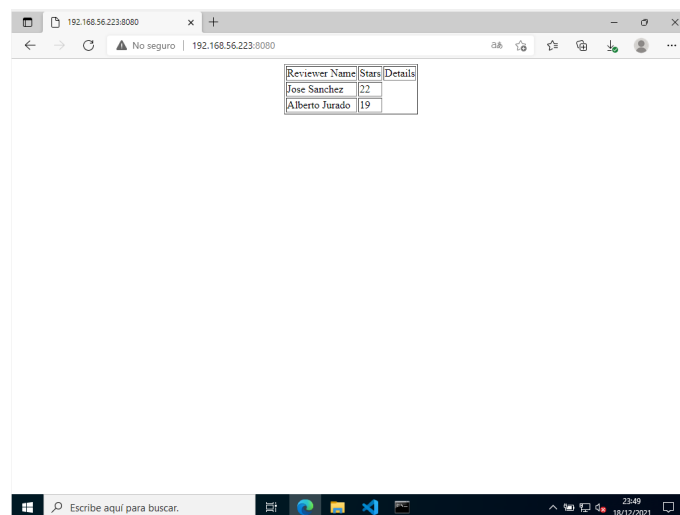 192.168.56.223:8080
No seguro 192.168.56.223:8080
Reviewer Name Stars Details
Jose Sanchez 22
Alberto Jurado 19
Escribe aquí para buscar.
23:49
18/12/2021